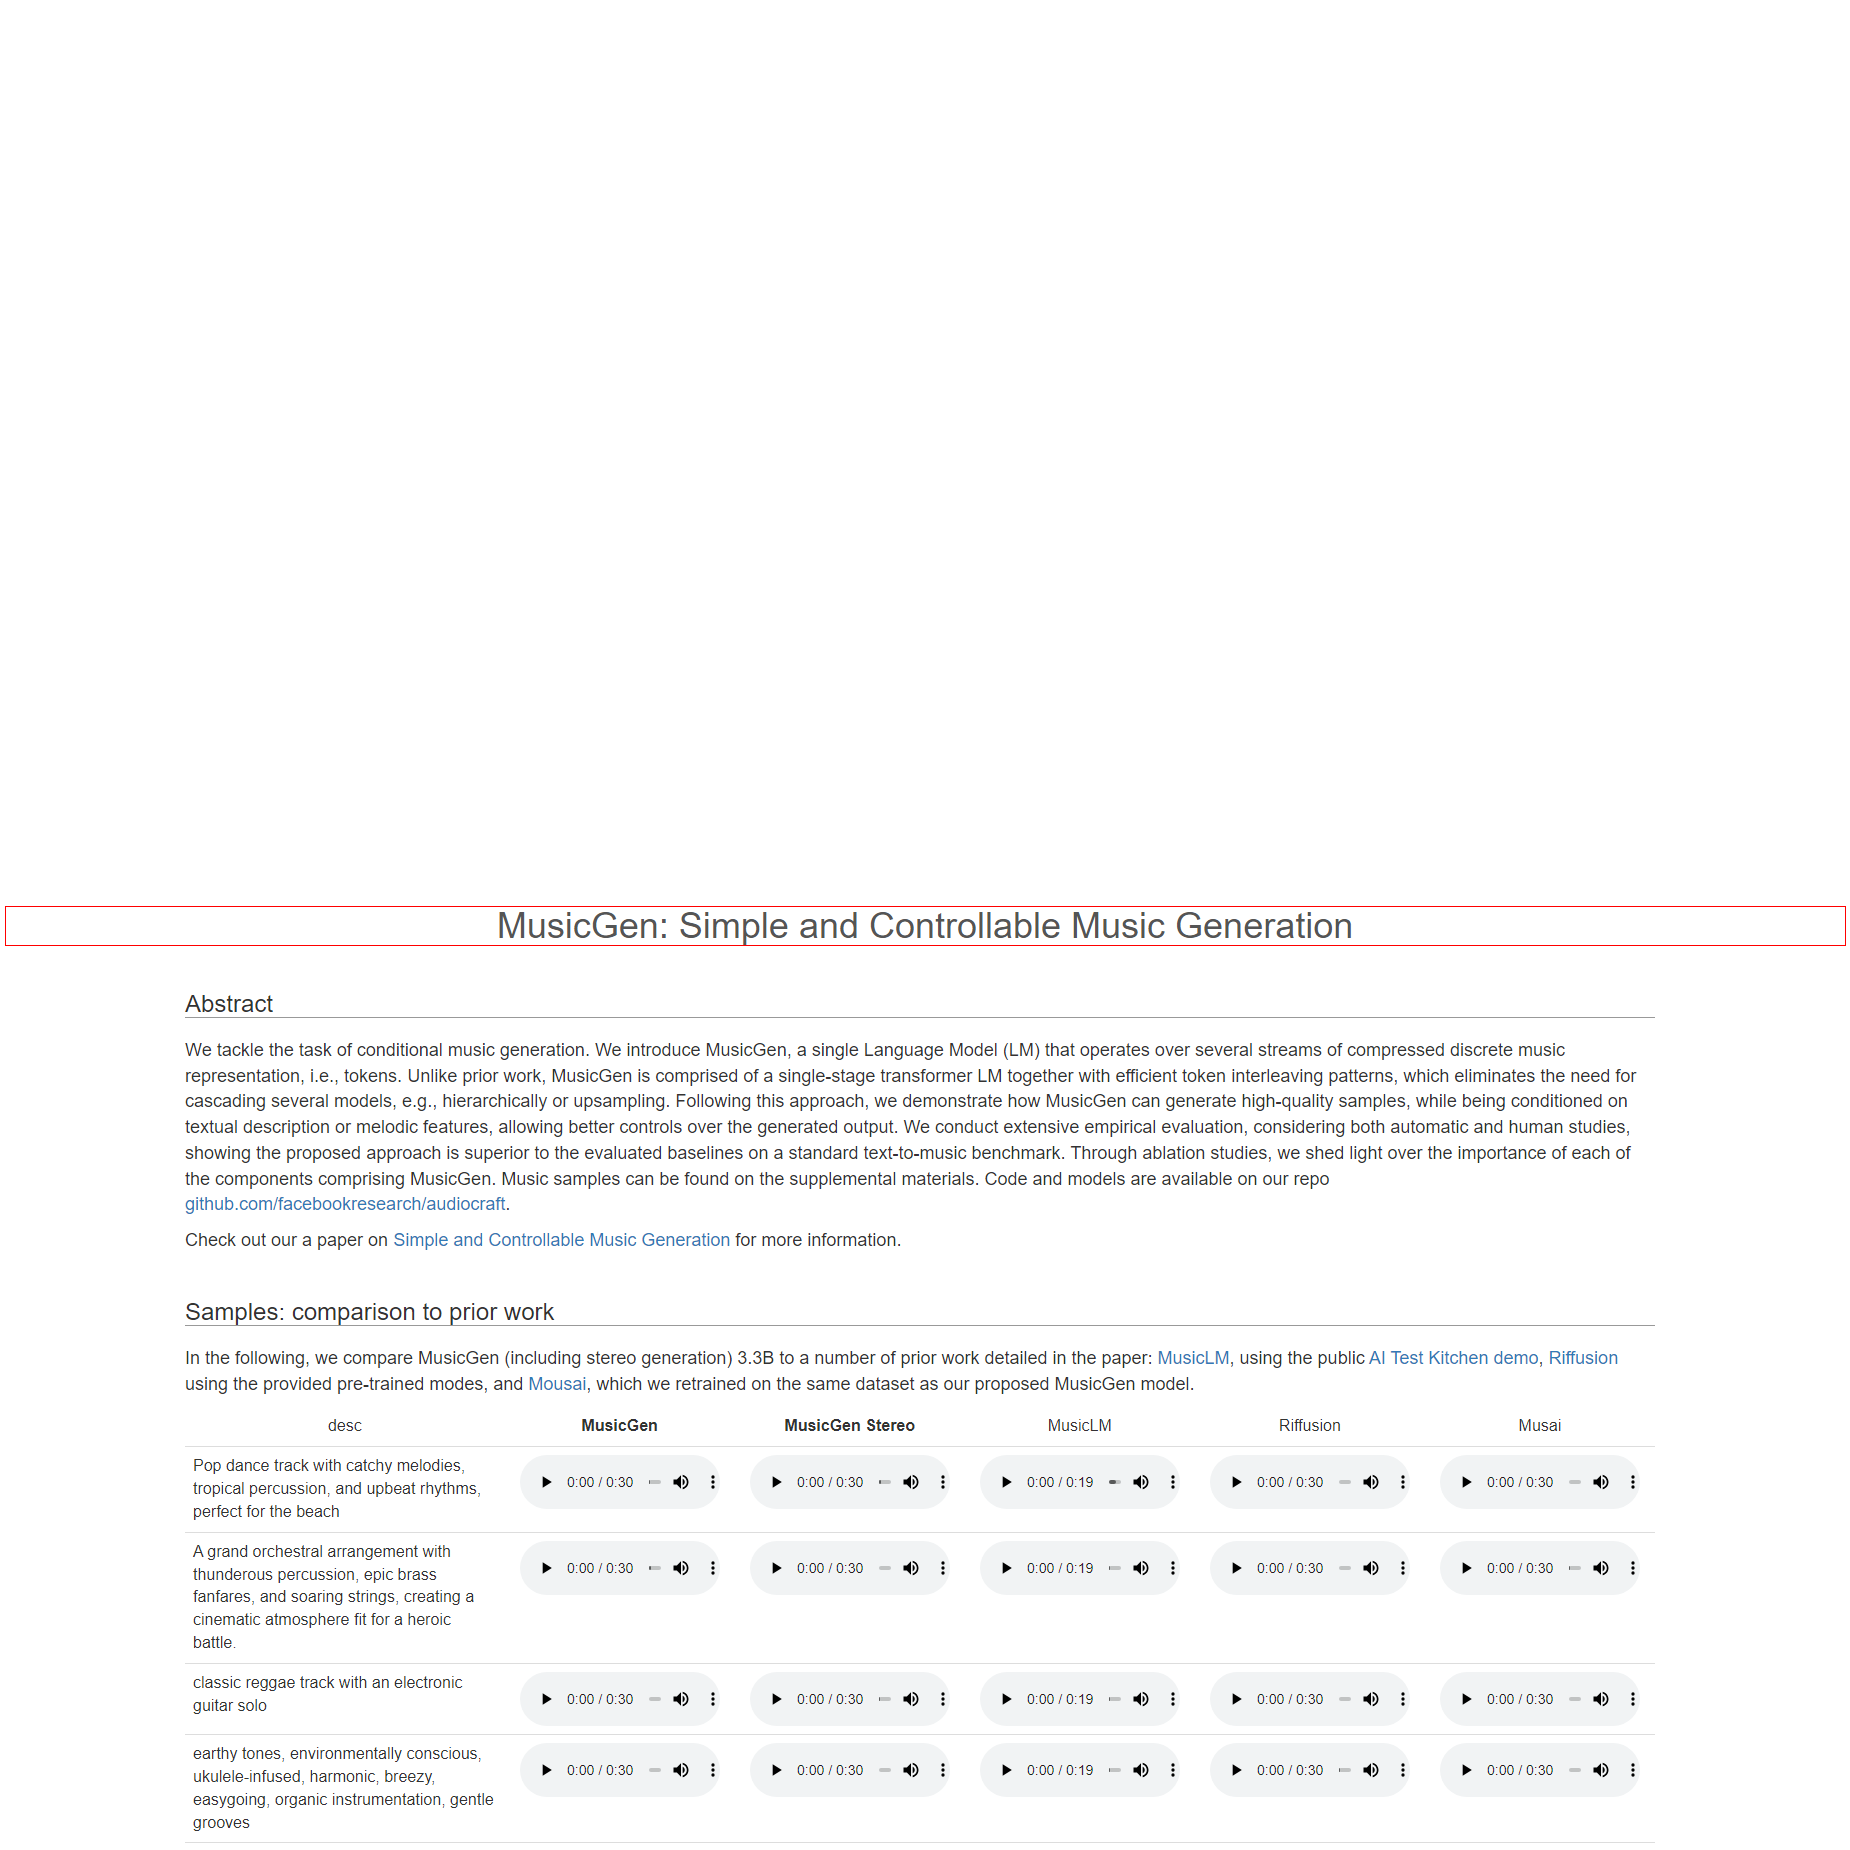 MusicGen: Simple and Controllable Music Generation
Abstract
We tackle the task of conditional music generation. We introduce MusicGen, a single Language Model (LM) that operates over several streams of compressed discrete music
representation, i.e., tokens. Unlike prior work, MusicGen is comprised of a single-stage transformer LM together with efficient token interleaving patterns, which eliminates the need for
cascading several models, e.g., hierarchically or upsampling. Following this approach, we demonstrate how MusicGen can generate high-quality samples, while being conditioned on
textual description or melodic features, allowing better controls over the generated output. We conduct extensive empirical evaluation, considering both automatic and human studies,
showing the proposed approach is superior to the evaluated baselines on a standard text-to-music benchmark. Through ablation studies, we shed light over the importance of each of
the components comprising MusicGen. Music samples can be found on the supplemental materials. Code and models are available on our repo
github.com/facebookresearch/audiocraft.
Check out our a paper on Simple and Controllable Music Generation for more information.
Samples: comparison to prior work
In the following, we compare MusicGen (including stereo generation) 3.3B to a number of prior work detailed in the paper: MusicLM, using the public AI Test Kitchen demo, Riffusion
using the provided pre-trained modes, and Mousai, which we retrained on the same dataset as our proposed MusicGen model.
desc MusicGen MusicGen Stereo MusicLM Riffusion Musai
Pop dance track with catchy melodies,
tropical percussion, and upbeat rhythms,
perfect for the beach
0:00 / 0:30 0:00 / 0:30 0:00 / 0:19 0:00 / 0:30 0:00 / 0:30
A grand orchestral arrangement with
thunderous percussion, epic brass
fanfares, and soaring strings, creating a
cinematic atmosphere fit for a heroic
battle.
0:00 / 0:30 0:00 / 0:30 0:00 / 0:19 0:00 / 0:30 0:00 / 0:30
classic reggae track with an electronic
guitar solo
0:00 / 0:30 0:00 / 0:30 0:00 / 0:19 0:00 / 0:30 0:00 / 0:30
earthy tones, environmentally conscious,
ukulele-infused, harmonic, breezy,
easygoing, organic instrumentation, gentle
grooves
0:00 / 0:30 0:00 / 0:30 0:00 / 0:19 0:00 / 0:30 0:00 / 0:30